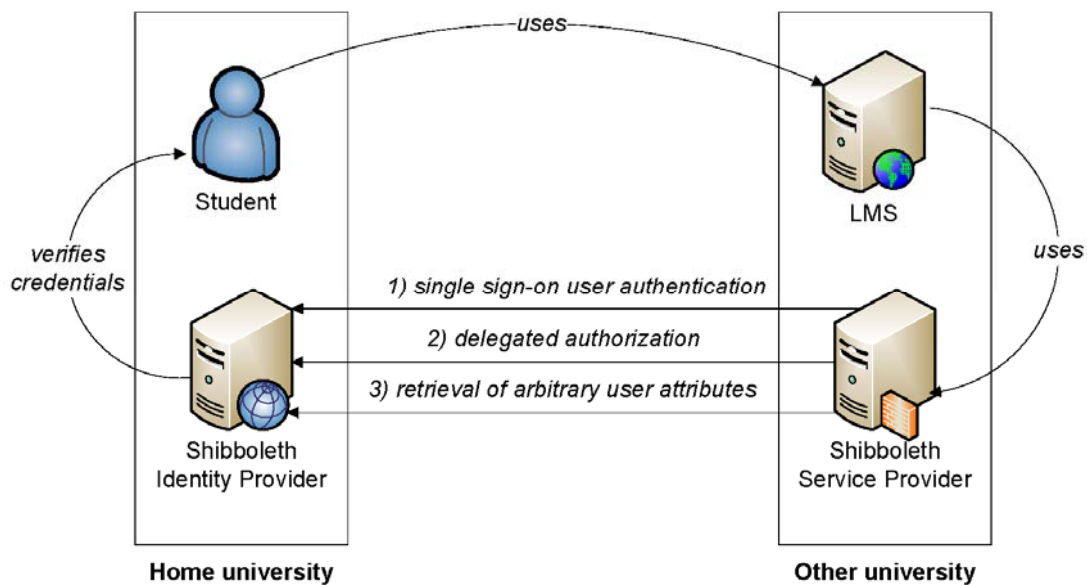 uses
Student
LMS
verifies
credentials
uses
1) single sign-on user authentication
2) delegated authorization
3) retrieval of arbitrary user attributes
Shibboleth
Identity Provider
Shibboleth
Service Provider
Home university
Other university